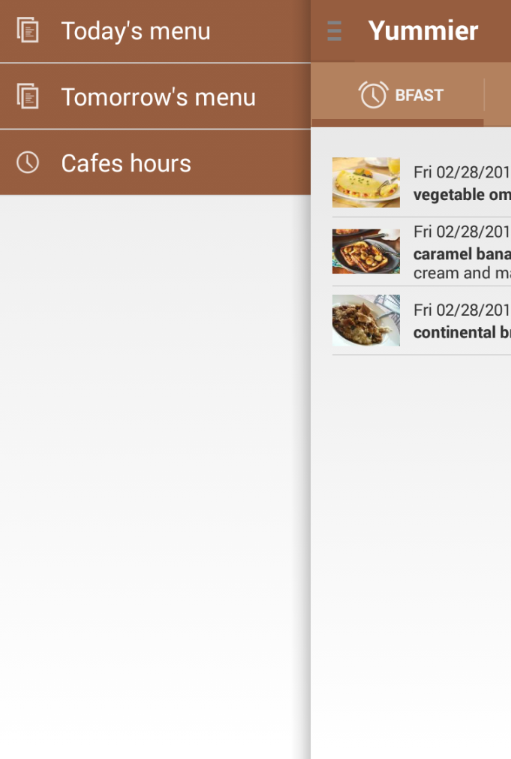 Today's menu
Tomorrow's menu
Cafes hours
Yummier
BFAST
Fri 02/28/201
vegetable om
Fri 02/28/201
caramel bana
cream and ma
Fri 02/28/201
continental br